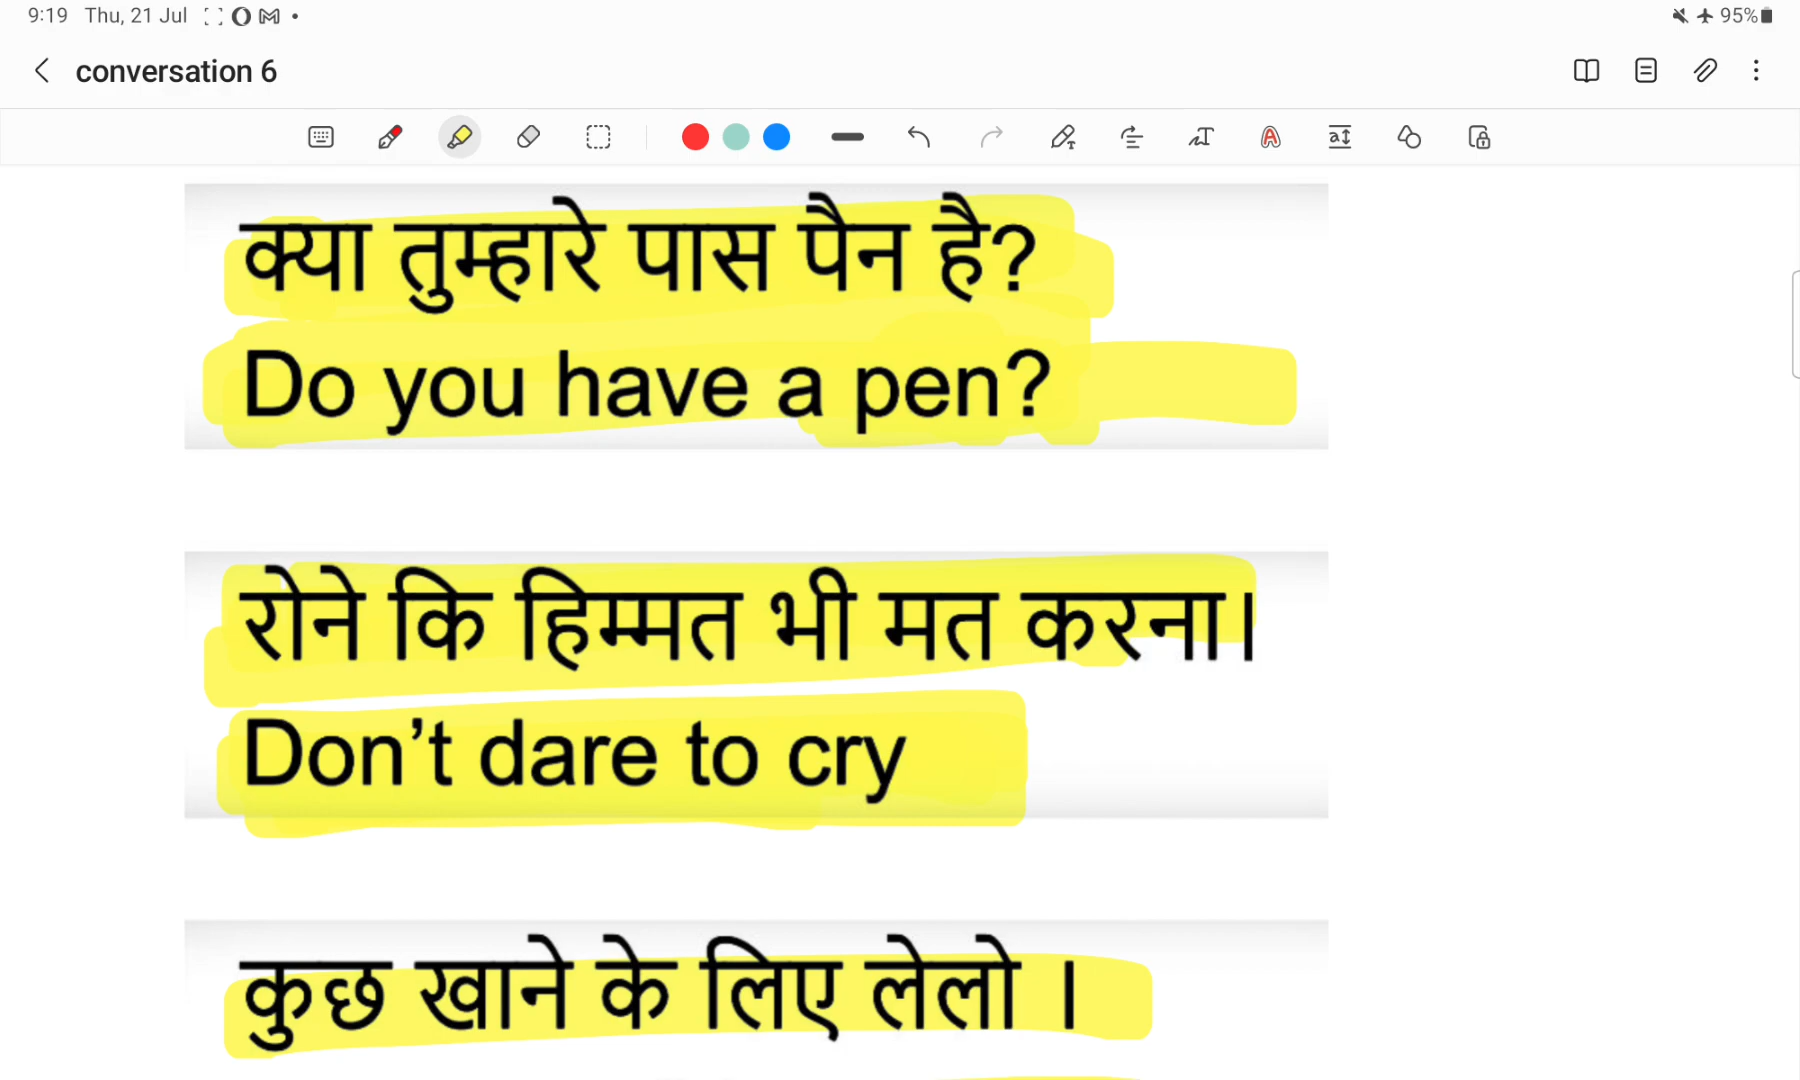 9:19 Thu, 21 Jul 95%
conversation 6
क्या तुम्हारे पास पैन है?
Do you have a pen?
रोने कि हिम्मत भी मत करना।
Don’t dare to cry
कुछ खाने के लिए लेलो ।